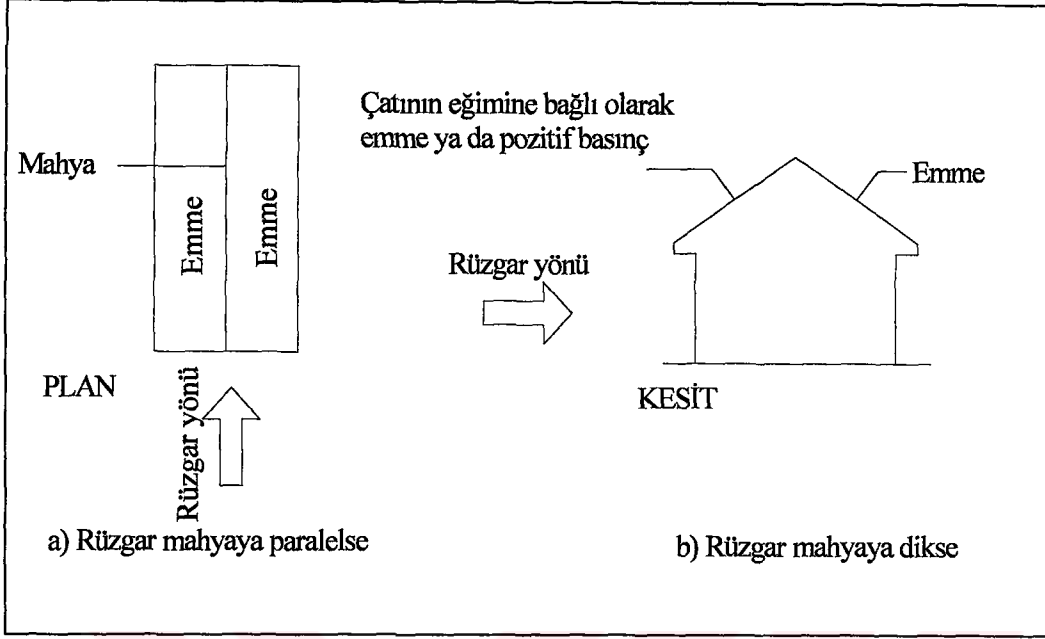 Mahya
Emme
Emme
PLAN
Rüzgar yönü
a) Rüzgar mahyaya paralelse
Çatının eğimine bağlı olarak
emme ya da pozitif basınç
Emme
Rüzgar yönü
KESİT
b) Rüzgar mahyaya dikse